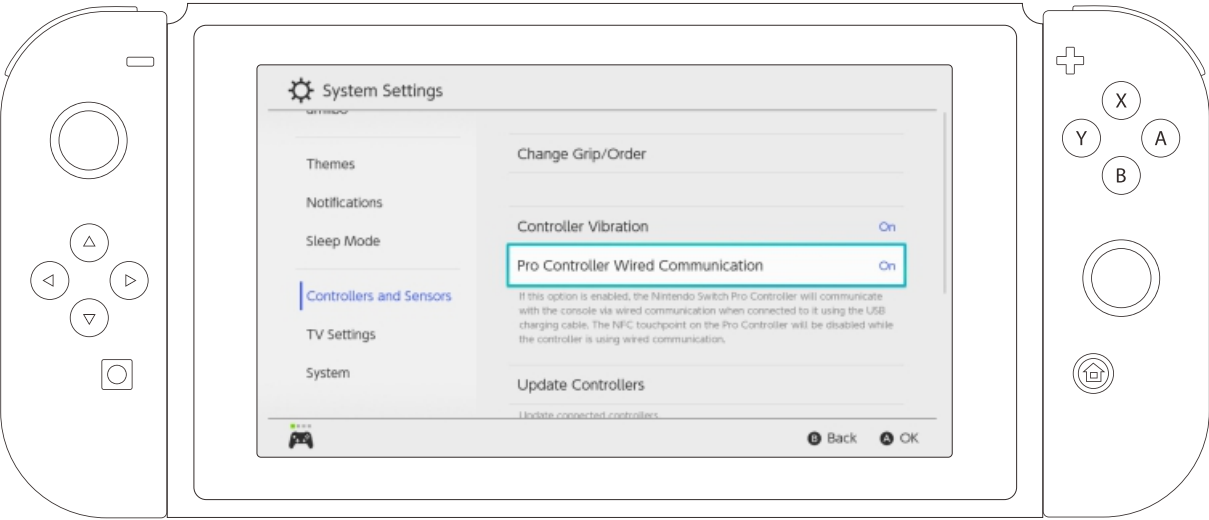 System Settings
amiibo
Themes
Notifications
Sleep Mode
Controllers and Sensors
TV Settings
System
Change Grip/Order
Controller Vibration On
Pro Controller Wired Communication On
If this option is enabled, the Nintendo Switch Pro Controller will communicate
with the console via wired communication when connected to it using the USB
charging cable. The NFC touchpoint on the Pro Controller will be disabled while
the controller is using wired communication.
Update Controllers
Update connected controllers.
B Back A OK
X
Y A
B